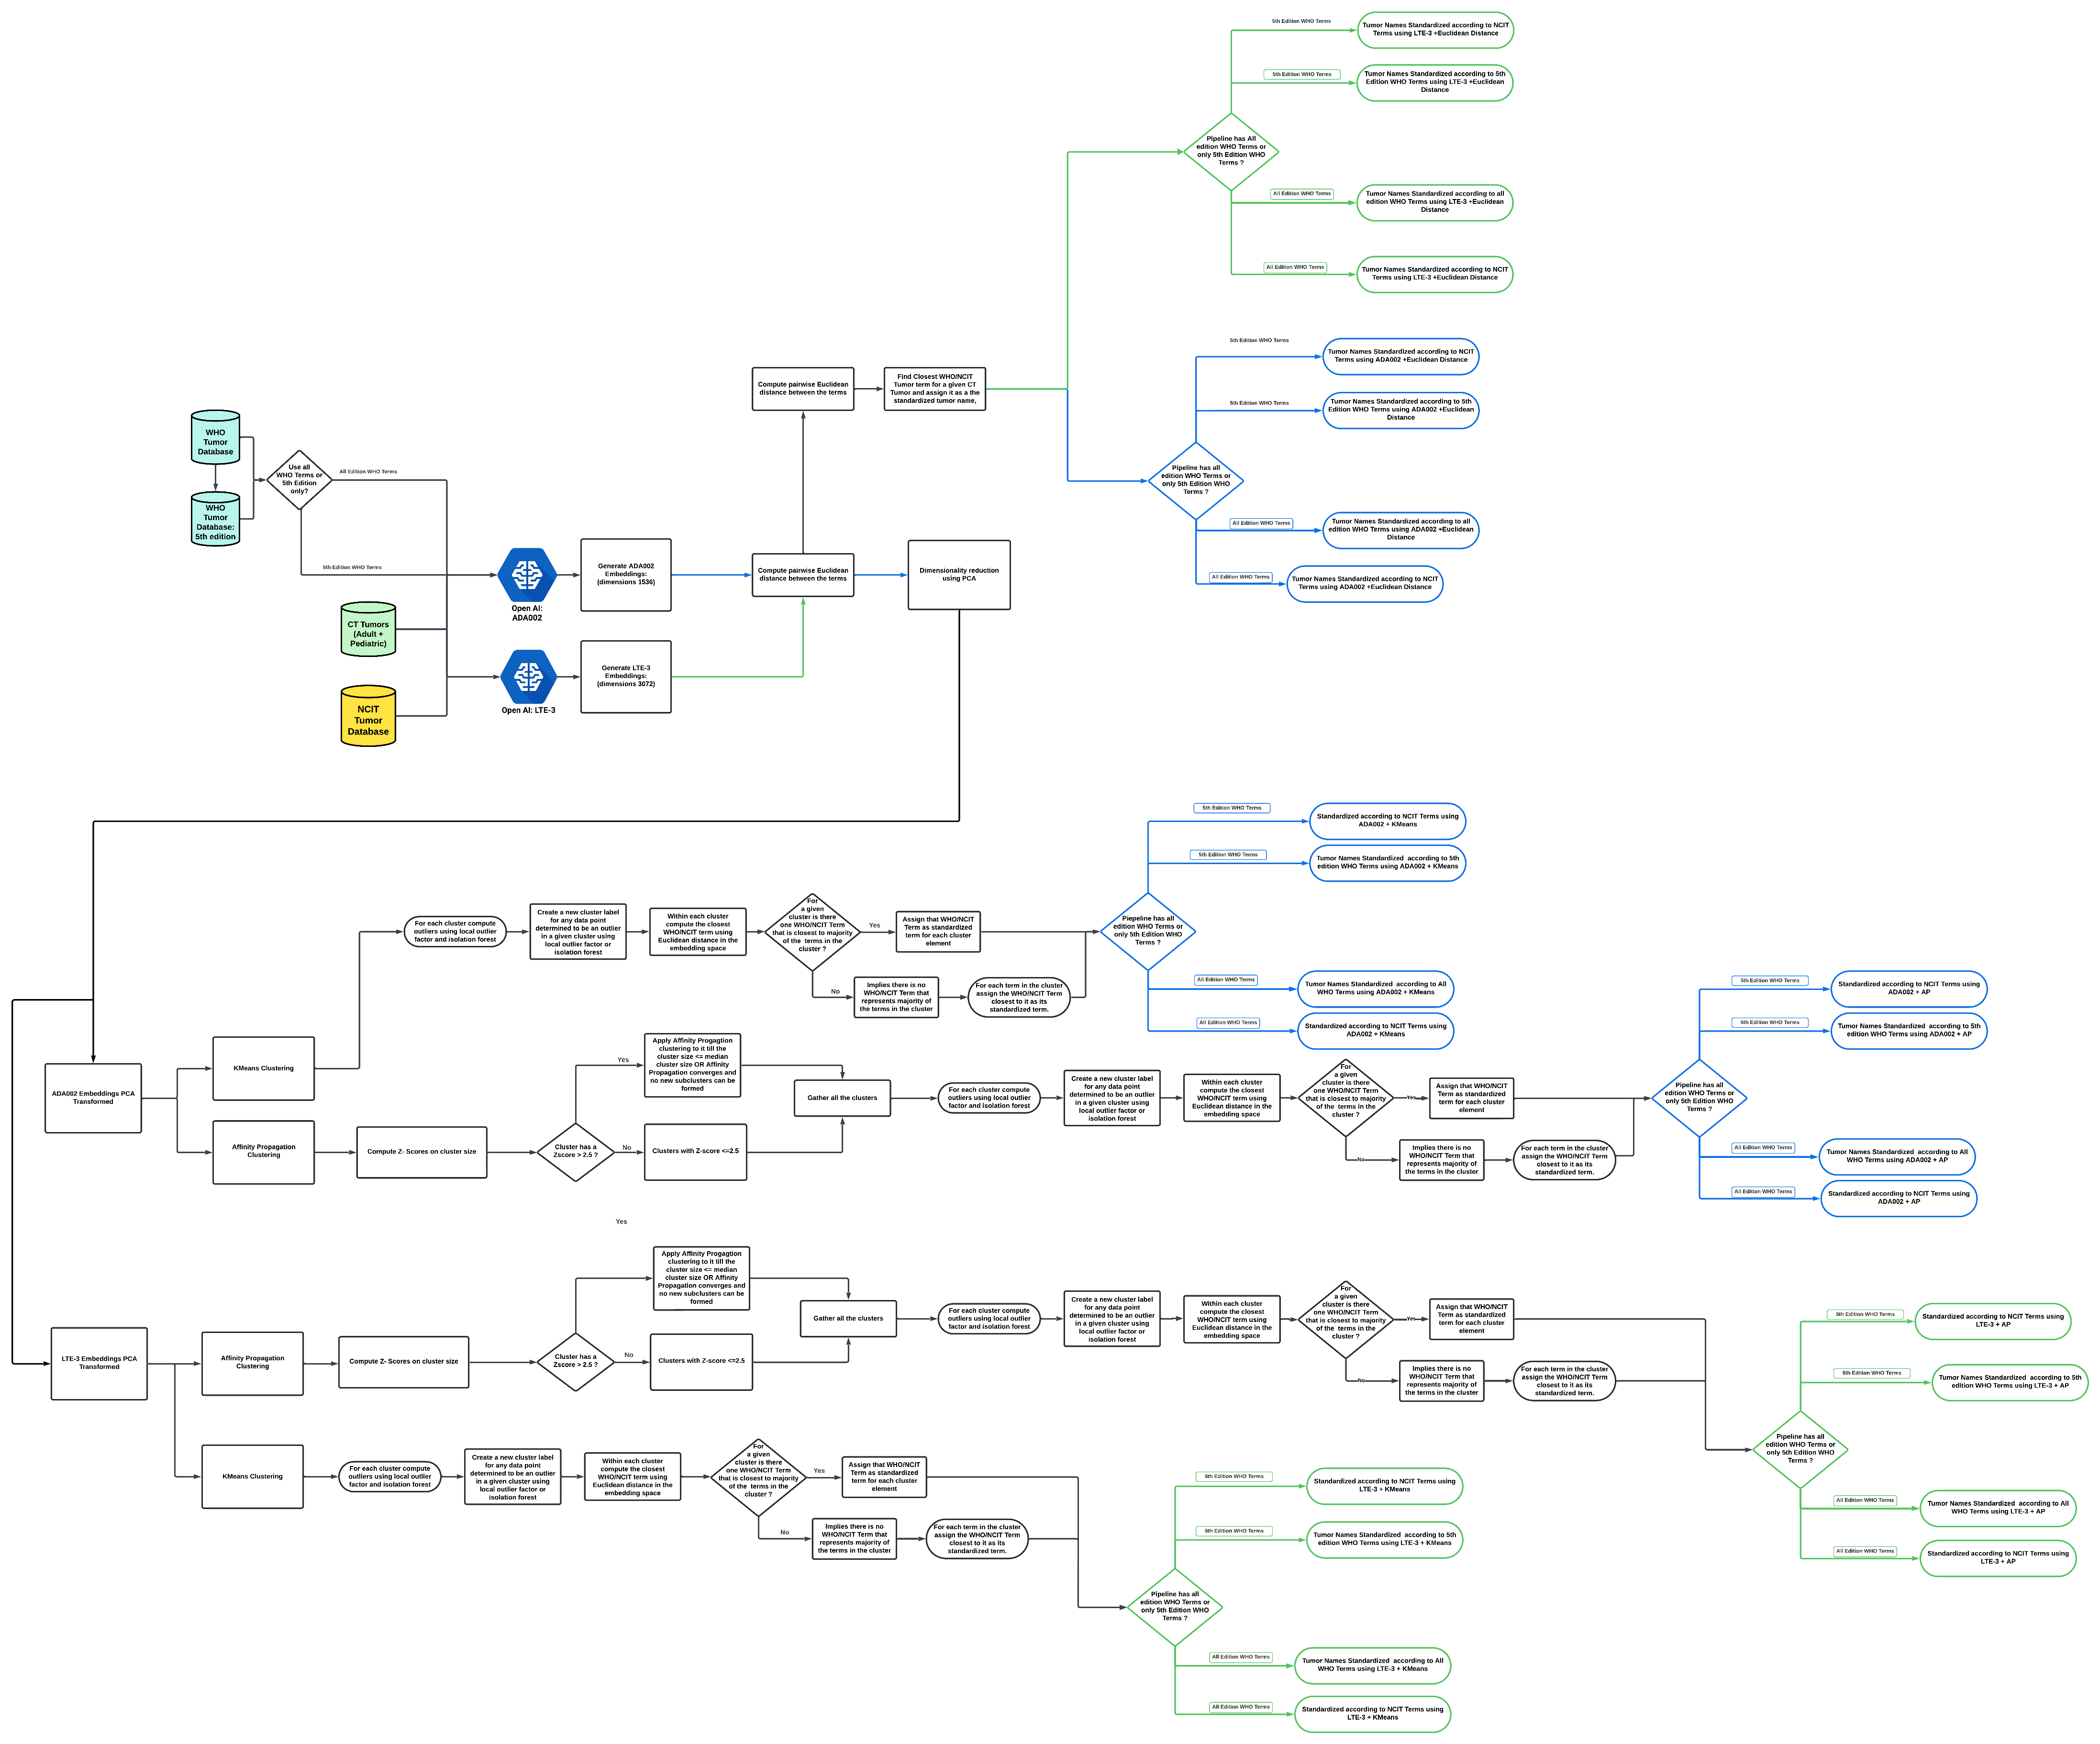 5th Edition WHO Terms
Tumor Names Standardized according to NCIT
Terms using LTE-3 +Euclidean Distance
5th Edition WHO Terms
Tumor Names Standardized according to 5th
Edition WHO Terms using LTE-3 +Euclidean
Distance
Pipeline has All
edition WHO Terms or
only 5th Edition WHO
Terms ?
All Edition WHO Terms
Tumor Names Standardized according to all
edition WHO Terms using LTE-3 +Euclidean
Distance
All Edition WHO Terms
Tumor Names Standardized according to NCIT
Terms using LTE-3 +Euclidean Distance
5th Edition WHO Terms
Tumor Names Standardized according to NCIT
Terms using ADA002 +Euclidean Distance
5th Edition WHO Terms
Tumor Names Standardized according to 5th
Edition WHO Terms using ADA002 +Euclidean
Distance
Pipeline has all
edition WHO Terms or
only 5th Edition WHO
Terms ?
All Edition WHO Terms
Tumor Names Standardized according to all
edition WHO Terms using ADA002 +Euclidean
Distance
All Edition WHO Terms
Tumor Names Standardized according to NCIT
Terms using ADA002 +Euclidean Distance
Compute pairwise Euclidean
distance between the terms
Find Closest WHO/NCIT
Tumor term for a given CT
Tumor and assign it as a the
standardized tumor name,
WHO
Tumor
Database
WHO
Tumor
Database:
5th edition
Use all
WHO Terms or
5th Edition
only?
All Edition WHO Terms
5th Edition WHO Terms
CT Tumors
(Adult +
Pediatric)
NCIT
Tumor
Database
Open AI:
ADA002
Generate ADA002
Embeddings:
(dimensions 1536)
Compute pairwise Euclidean
distance between the terms
Dimensionality reduction
using PCA
Open AI: LTE-3
Generate LTE-3
Embeddings:
(dimensions 3072)
5th Edition WHO Terms
Standardized according to NCIT Terms using
ADA002 + KMeans
5th Edition WHO Terms
Tumor Names Standardized according to 5th
edition WHO Terms using ADA002 + KMeans
For each cluster compute
outliers using local outlier
factor and isolation forest
Create a new cluster label
for any data point
determined to be an outlier
in a given cluster using
local outlier factor or
isolation forest
Within each cluster
compute the closest
WHO/NCIT term using
Euclidean distance in the
embedding space
For
a given
cluster is there
one WHO/NCIT Term
that is closest to majority
of the terms in the
cluster ?
Yes
Assign that WHO/NCIT
Term as standardized
term for each cluster
element
No
Implies there is no
WHO/NCIT Term that
represents majority of
the terms in the cluster
For each term in the cluster
assign the WHO/NCIT Term
closest to it as its
standardized term.
Piepeline has all
edition WHO Terms or
only 5th Edition WHO
Terms ?
All Edition WHO Terms
Tumor Names Standardized according to All
WHO Terms using ADA002 + KMeans
All Edition WHO Terms
Standardized according to NCIT Terms using
ADA002 + KMeans
ADA002 Embeddings PCA
Transformed
KMeans Clustering
Affinity Propagation
Clustering
Compute Z- Scores on cluster size
Cluster has a
Zscore > 2.5 ?
Yes
Apply Affinity Progagtion
clustering to it till the
cluster size <= median
cluster size OR Affinity
Propagation converges and
no new subclusters can be
formed
No
Clusters with Z-score <=2.5
Gather all the clusters
For each cluster compute
outliers using local outlier
factor and isolation forest
Create a new cluster label
for any data point
determined to be an outlier
in a given cluster using
local outlier factor or
isolation forest
Within each cluster
compute the closest
WHO/NCIT term using
Euclidean distance in the
embedding space
For
a given
cluster is there
one WHO/NCIT Term
that is closest to majority
of the terms in the
cluster ?
Yes
Assign that WHO/NCIT
Term as standardized
term for each cluster
element
No
Implies there is no
WHO/NCIT Term that
represents majority of
the terms in the cluster
For each term in the cluster
assign the WHO/NCIT Term
closest to it as its
standardized term.
Pipeline has all
edition WHO Terms or
only 5th Edition WHO
Terms ?
5th Edition WHO Terms
Standardized according to NCIT Terms using
ADA002 + AP
5th Edition WHO Terms
Tumor Names Standardized according to 5th
edition WHO Terms using ADA002 + AP
All Edition WHO Terms
Tumor Names Standardized according to All
WHO Terms using ADA002 + AP
All Edition WHO Terms
Standardized according to NCIT Terms using
ADA002 + AP
Yes
LTE-3 Embeddings PCA
Transformed
Affinity Propagation
Clustering
Compute Z- Scores on cluster size
Cluster has a
Zscore > 2.5 ?
Apply Affinity Progagtion
clustering to it till the
cluster size <= median
cluster size OR Affinity
Propagation converges and
no new subclusters can be
formed
No
Clusters with Z-score <=2.5
Gather all the clusters
For each cluster compute
outliers using local outlier
factor and isolation forest
Create a new cluster label
for any data point
determined to be an outlier
in a given cluster using
local outlier factor or
isolation forest
Within each cluster
compute the closest
WHO/NCIT term using
Euclidean distance in the
embedding space
For
a given
cluster is there
one WHO/NCIT Term
that is closest to majority
of the terms in the
cluster ?
Yes
Assign that WHO/NCIT
Term as standardized
term for each cluster
element
No
Implies there is no
WHO/NCIT Term that
represents majority of
the terms in the cluster
For each term in the cluster
assign the WHO/NCIT Term
closest to it as its
standardized term.
5th Edition WHO Terms
Standardized according to NCIT Terms using
LTE-3 + AP
5th Edition WHO Terms
Tumor Names Standardized according to 5th
edition WHO Terms using LTE-3 + AP
Pipeline has all
edition WHO Terms or
only 5th Edition WHO
Terms ?
All Edition WHO Terms
Tumor Names Standardized according to All
WHO Terms using LTE-3 + AP
All Edition WHO Terms
Standardized according to NCIT Terms using
LTE-3 + AP
KMeans Clustering
For each cluster compute
outliers using local outlier
factor and isolation forest
Create a new cluster label
for any data point
determined to be an outlier
in a given cluster using
local outlier factor or
isolation forest
Within each cluster
compute the closest
WHO/NCIT term using
Euclidean distance in the
embedding space
For
a given
cluster is there
one WHO/NCIT Term
that is closest to majority
of the terms in the
cluster ?
Yes
Assign that WHO/NCIT
Term as standardized
term for each cluster
element
No
Implies there is no
WHO/NCIT Term that
represents majority of
the terms in the cluster
For each term in the cluster
assign the WHO/NCIT Term
closest to it as its
standardized term.
5th Edition WHO Terms
Standardized according to NCIT Terms using
LTE-3 + KMeans
5th Edition WHO Terms
Tumor Names Standardized according to 5th
edition WHO Terms using LTE-3 + KMeans
Pipeline has all
edition WHO Terms or
only 5th Edition WHO
Terms ?
All Edition WHO Terms
Tumor Names Standardized according to All
WHO Terms using LTE-3 + KMeans
All Edition WHO Terms
Standardized according to NCIT Terms using
LTE-3 + KMeans